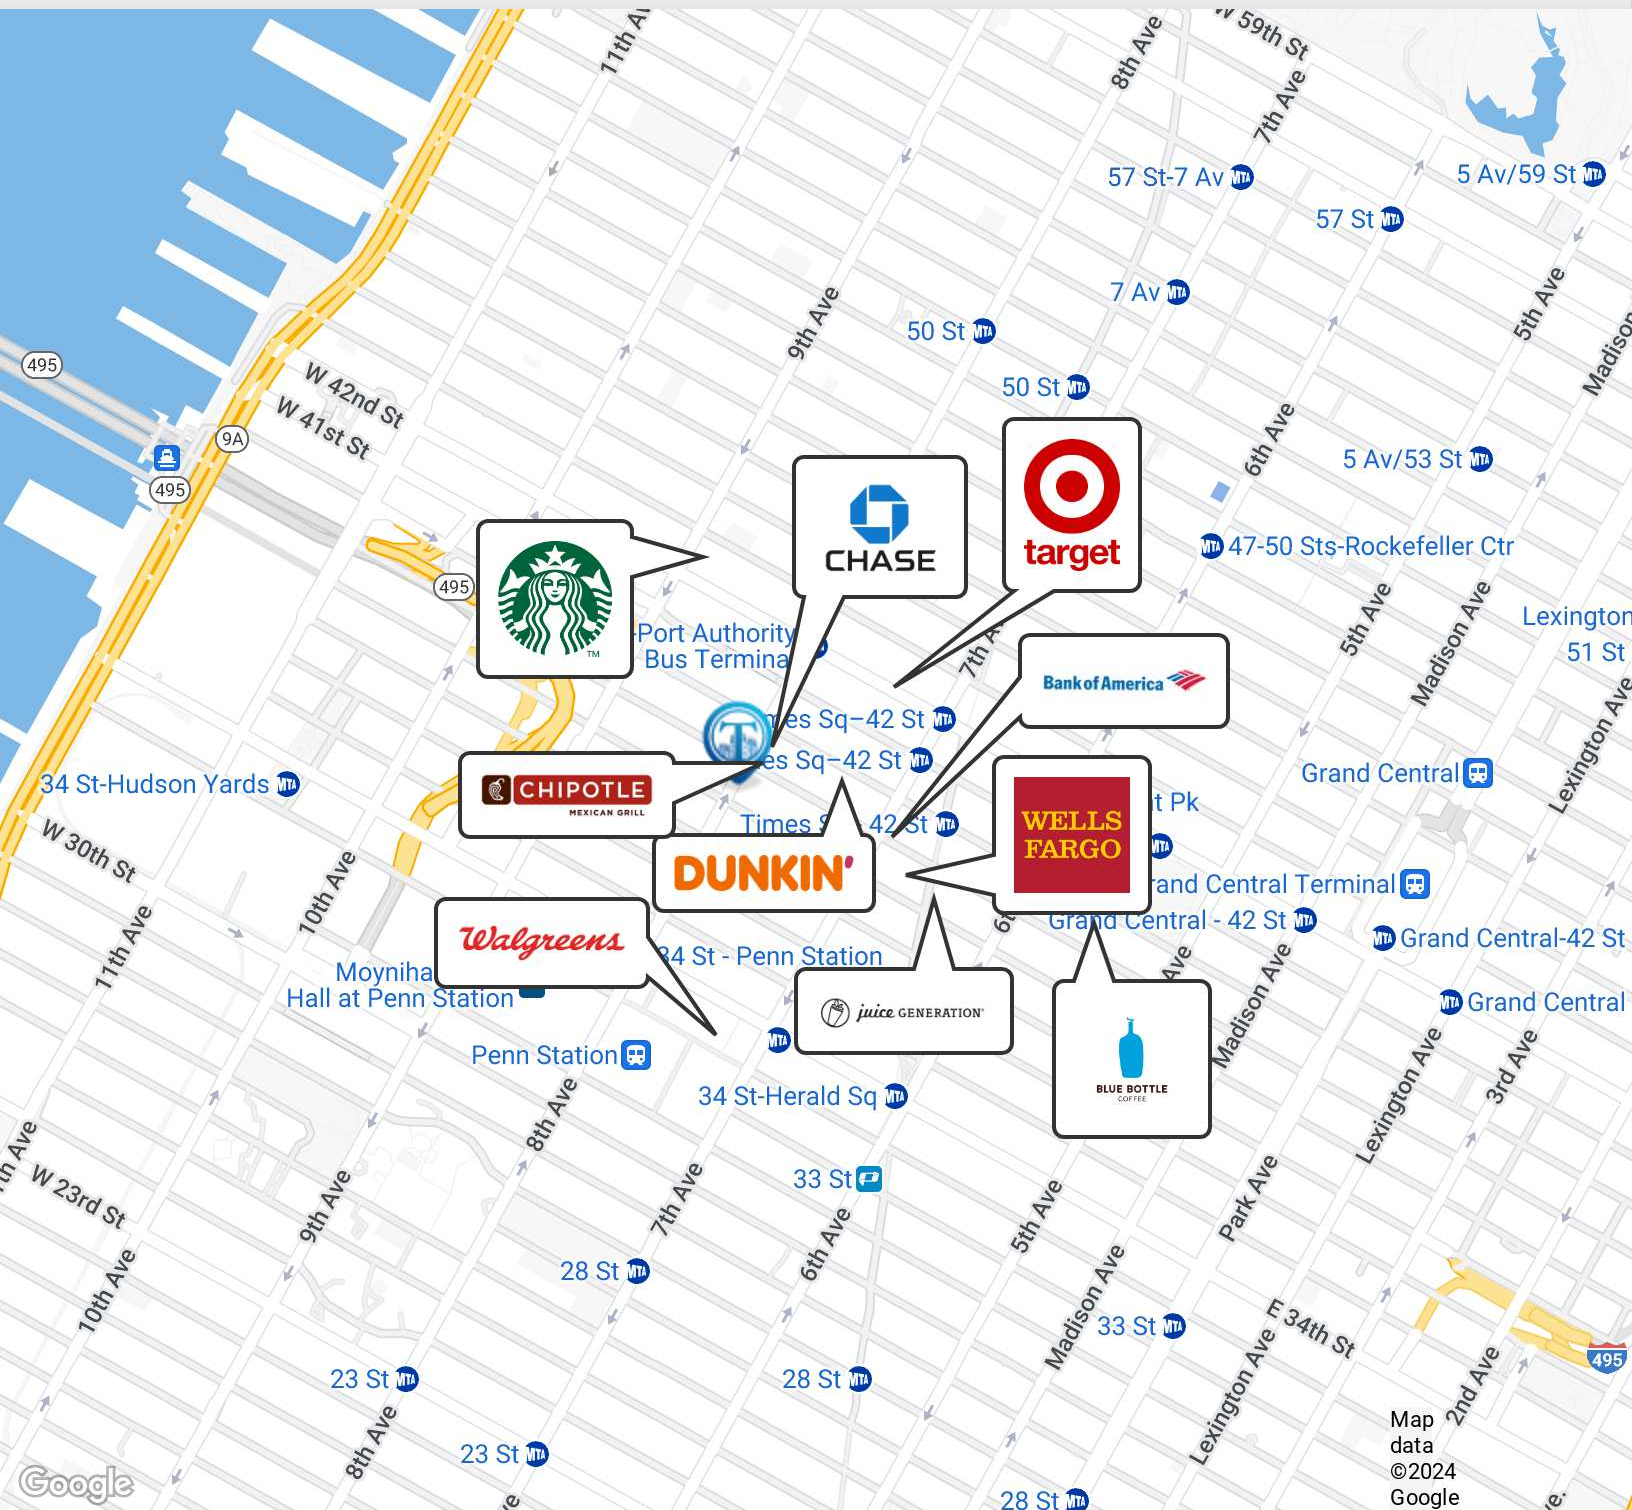 11th Av
W 59th St
8th Ave
7th Ave
57 St-7 Av
5 Av/59 St
57 St
7 Av
50 St
9th Ave
5th Ave
Madison
495
W 42nd St
W 41st St
50 St
9A
495
6th Ave
5 Av/53 St
47-50 Sts-Rockefeller Ctr
CHASE
target
495
TM
Port Authority
Bus Termina
7th A
5th Ave
Madison Ave
Lexington
51 St
Bank of America
mes Sq-42 St
es Sq-42 St
Lexington Ave
Grand Central
34 St-Hudson Yards
CHIPOTLE
MEXICAN GRILL
t Pk
Times S
42 St
WELLS
FARGO
W 30th St
DUNKIN'
rand Central Terminal
10th Ave
Grand Central - 42 St
Grand Central-42 St
11th Ave
Walgreens
34 St - Penn Station
Moyniha
Hall at Penn Station
Ave
Madison Ave
juice GENERATION
Grand Central
Penn Station
34 St-Herald Sq
BLUE BOTTLE
COFFEE
Lexington Ave
3rd Ave
8th Ave
th Ave
W 23rd St
9th Ave
33 St
7th Ave
6th Ave
5th Ave
Park Ave
28 St
10th Ave
Madison Ave
33 St
E 34th St
495
23 St
28 St
Lexington Ave
2nd Ave
8th Ave
23 St
28 St
Map
data
©2024
Google
Google